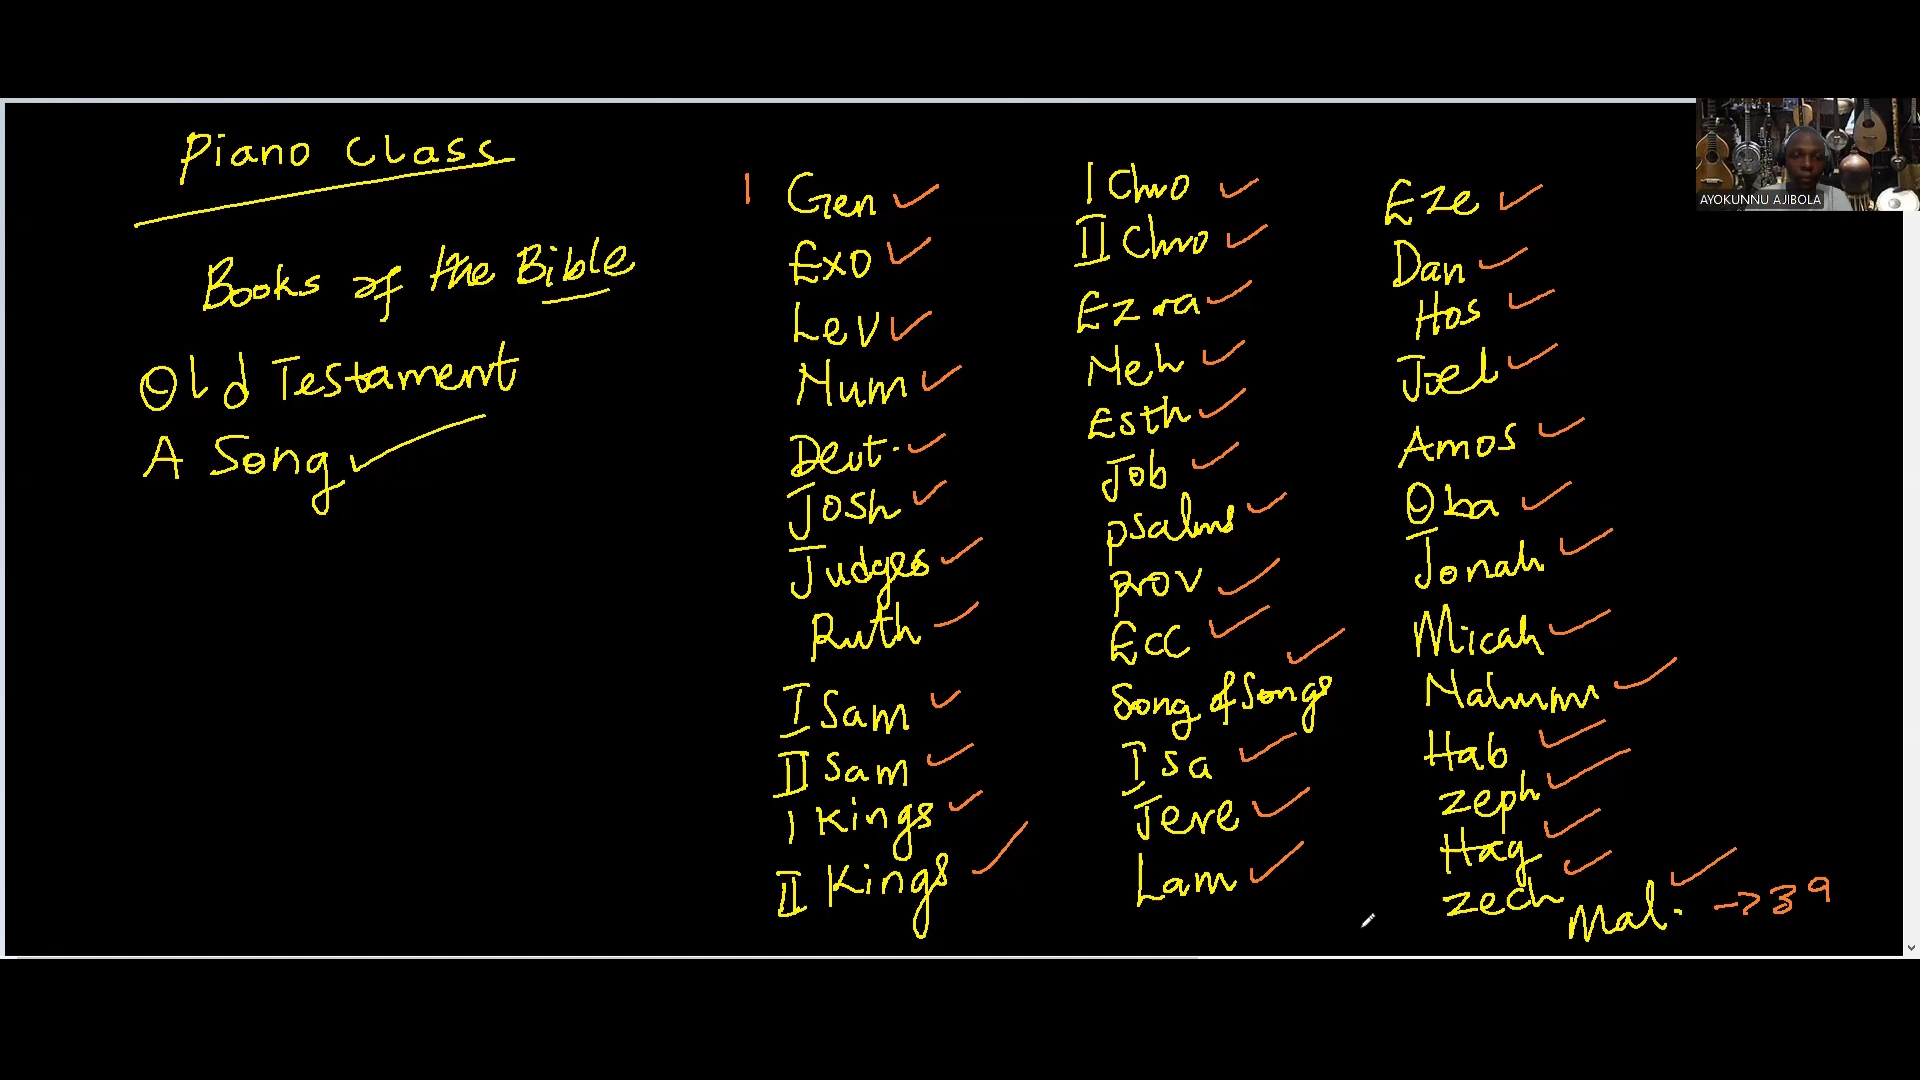 Piano Class
Books of the Bible
Old Testament
A Song
1 Gen
Exo
Lev
Num
Deut.
Josh
Judges
Ruth
I Sam
II Sam
I Kings
II Kings
I Chro
II Chro
Ezra
Neh
Esth
Job
Psalms
Prov
Ecc
Song of Songs
Isa
Jere
Lam
Eze
Dan
Hos
Joel
Amos
Oba
Jonah
Micah
Nahum
Hab
Zeph
Hag
Zech
Mal. → 39
AYOKUNNU AJIBOLA